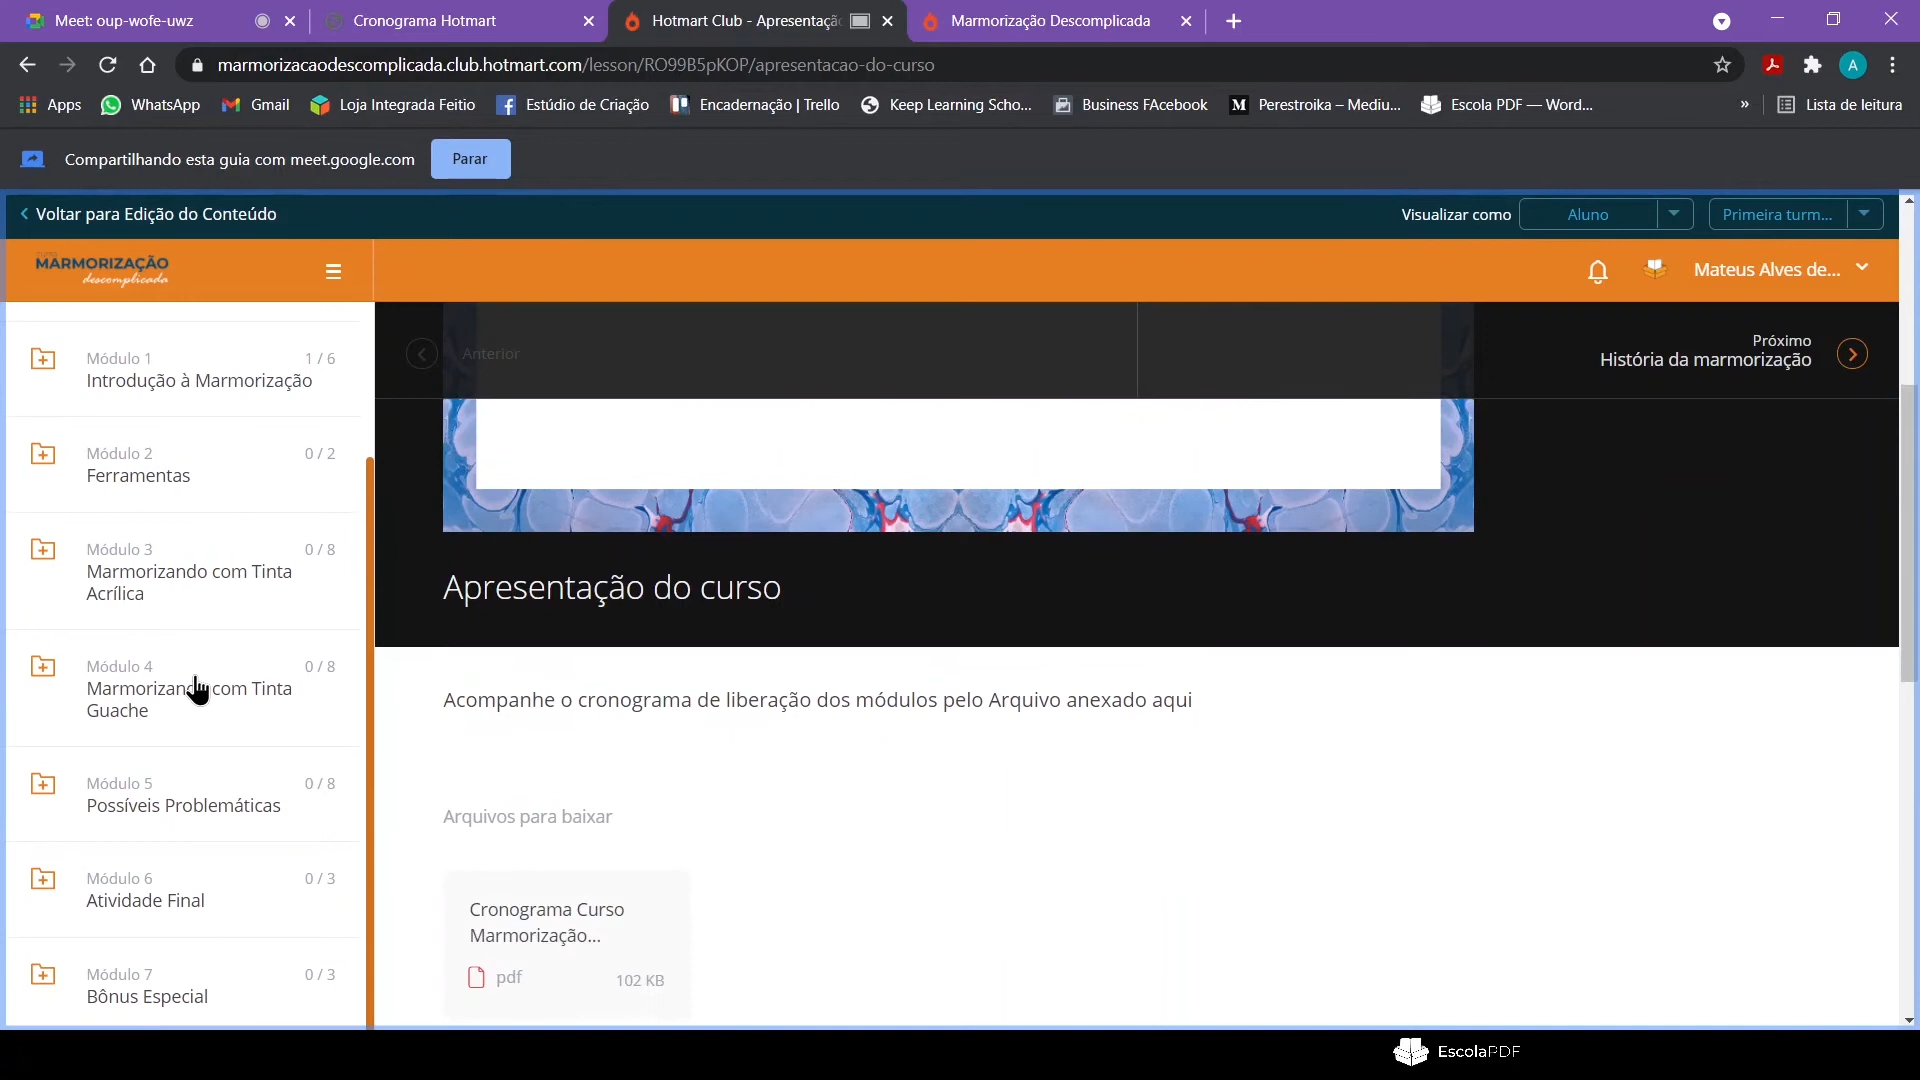 Meet: oup-wofe-uwz
Cronograma Hotmart
Hotmart Club - Apresentaçã
Marmorização Descomplicada
marmorizacaodescomplicada.club.hotmart.com/lesson/RO99B5pKOP/apresentacao-do-curso
A
Apps
WhatsApp
Gmail
Loja Integrada Feitio
Estúdio de Criação
Encadernação | Trello
Keep Learning Scho...
Business FAcebook
M
Perestroika – Mediu...
Escola PDF — Word...
»
Lista de leitura
Compartilhando esta guia com meet.google.com
Parar
Voltar para Edição do Conteúdo
Visualizar como
Aluno
Primeira turm...
MARMORIZAÇÃO
descomplicada
Mateus Alves de...
Módulo 1
1 / 6
Introdução à Marmorização
Módulo 2
0 / 2
Ferramentas
Módulo 3
0 / 8
Marmorizando com Tinta
Acrílica
Módulo 4
0 / 8
Marmorizando com Tinta
Guache
Módulo 5
0 / 8
Possíveis Problemáticas
Módulo 6
0 / 3
Atividade Final
Módulo 7
0 / 3
Bônus Especial
Anterior
Próximo
História da marmorização
Apresentação do curso
Acompanhe o cronograma de liberação dos módulos pelo Arquivo anexado aqui
Arquivos para baixar
Cronograma Curso
Marmorização...
pdf
102 KB
EscolaPDF